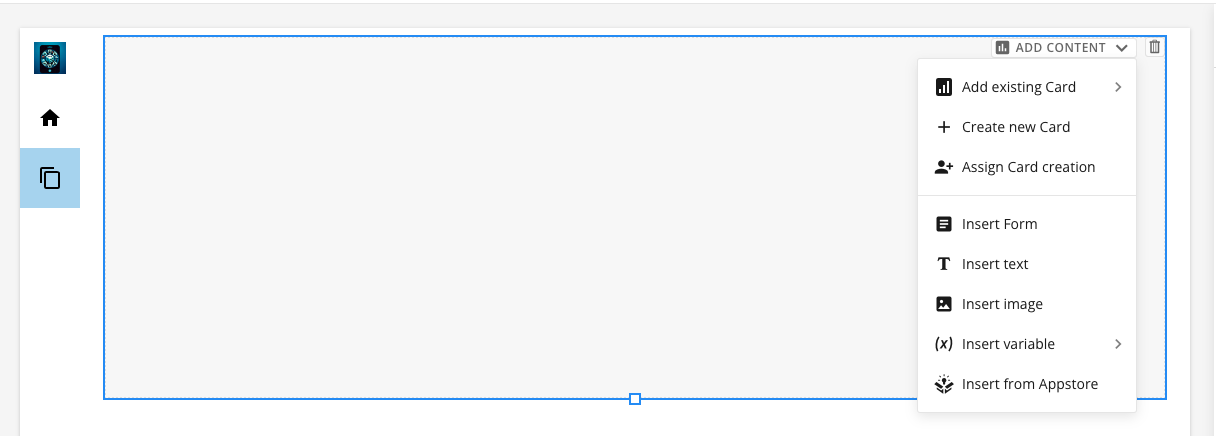 ADD CONTENT
Add existing Card
Create new Card
Assign Card creation
Insert Form
Insert text
Insert image
(x) Insert variable
Insert from Appstore